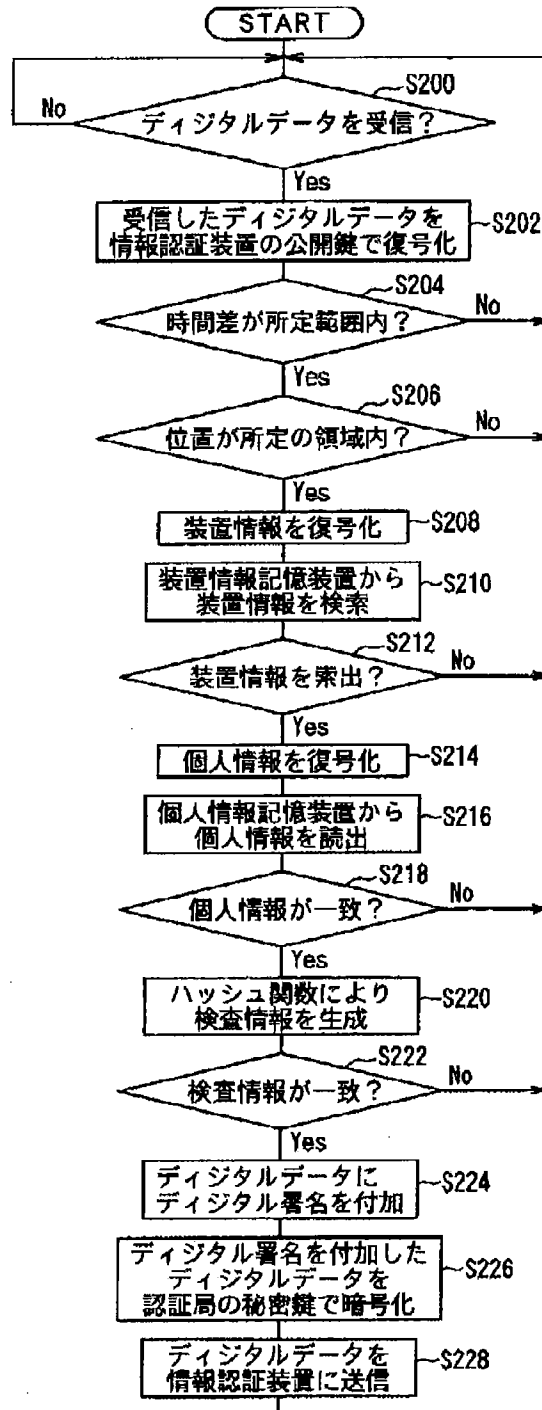 START
S200
No
ディジタルデータを受信？
Yes
受信したディジタルデータを
情報認証装置の公開鍵で復号化
S202
S204
時間差が所定範囲内？
No
Yes
S206
位置が所定の領域内？
No
Yes
装置情報を復号化
S208
装置情報記憶装置から
装置情報を検索
S210
S212
装置情報を索出？
No
Yes
個人情報を復号化
S214
個人情報記憶装置から
個人情報を読出
S216
S218
個人情報が一致？
No
Yes
ハッシュ関数により
検査情報を生成
S220
S222
検査情報が一致？
No
Yes
ディジタルデータに
ディジタル署名を付加
S224
ディジタル署名を付加した
ディジタルデータを
認証局の秘密鍵で暗号化
S226
ディジタルデータを
情報認証装置に送信
S228